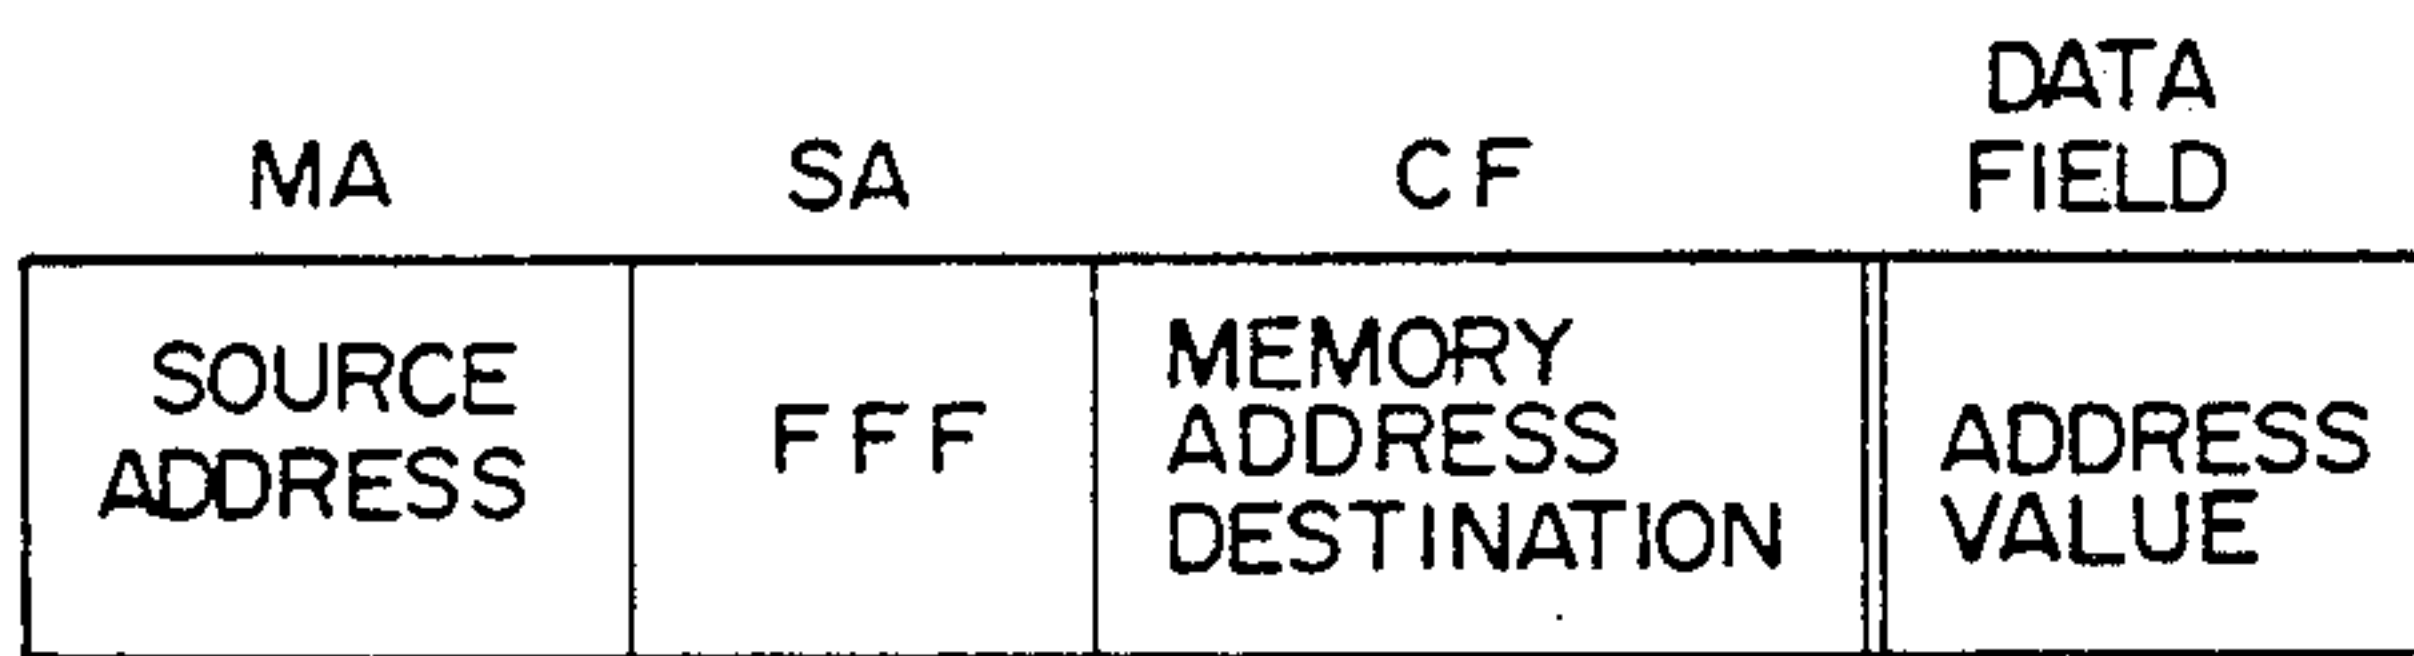 MA SA CF DATA FIELD
SOURCE ADDRESS
FFF
MEMORY ADDRESS DESTINATION
ADDRESS VALUE